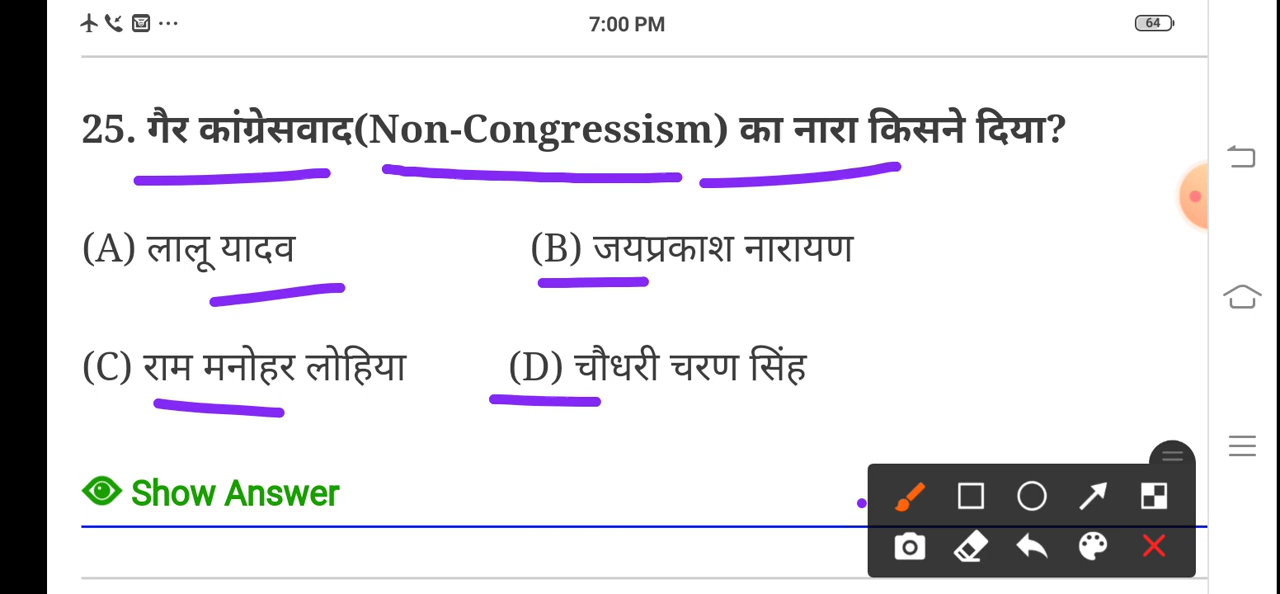 7:00 PM
64
25. गैर कांग्रेसवाद(Non-Congressism) का नारा किसने दिया?
(A) लालू यादव (B) जयप्रकाश नारायण
(C) राम मनोहर लोहिया (D) चौधरी चरण सिंह
Show Answer